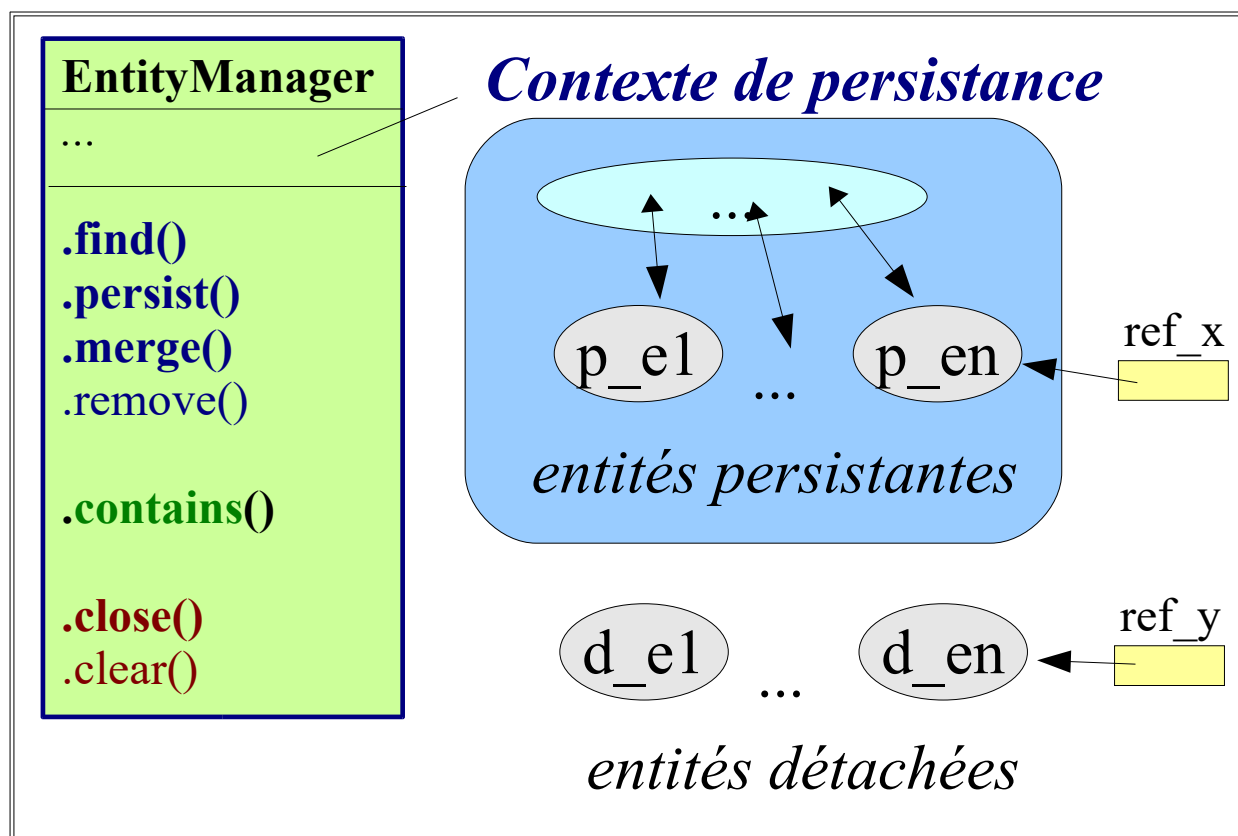 EntityManager
...
.find()
.persist()
.merge()
.remove()
.contains()
.close()
.clear()
Contexte de persistance
...
p_e1 ... p_en
entités persistantes
ref_x
d_e1 ... d_en
entités détachées
ref_y